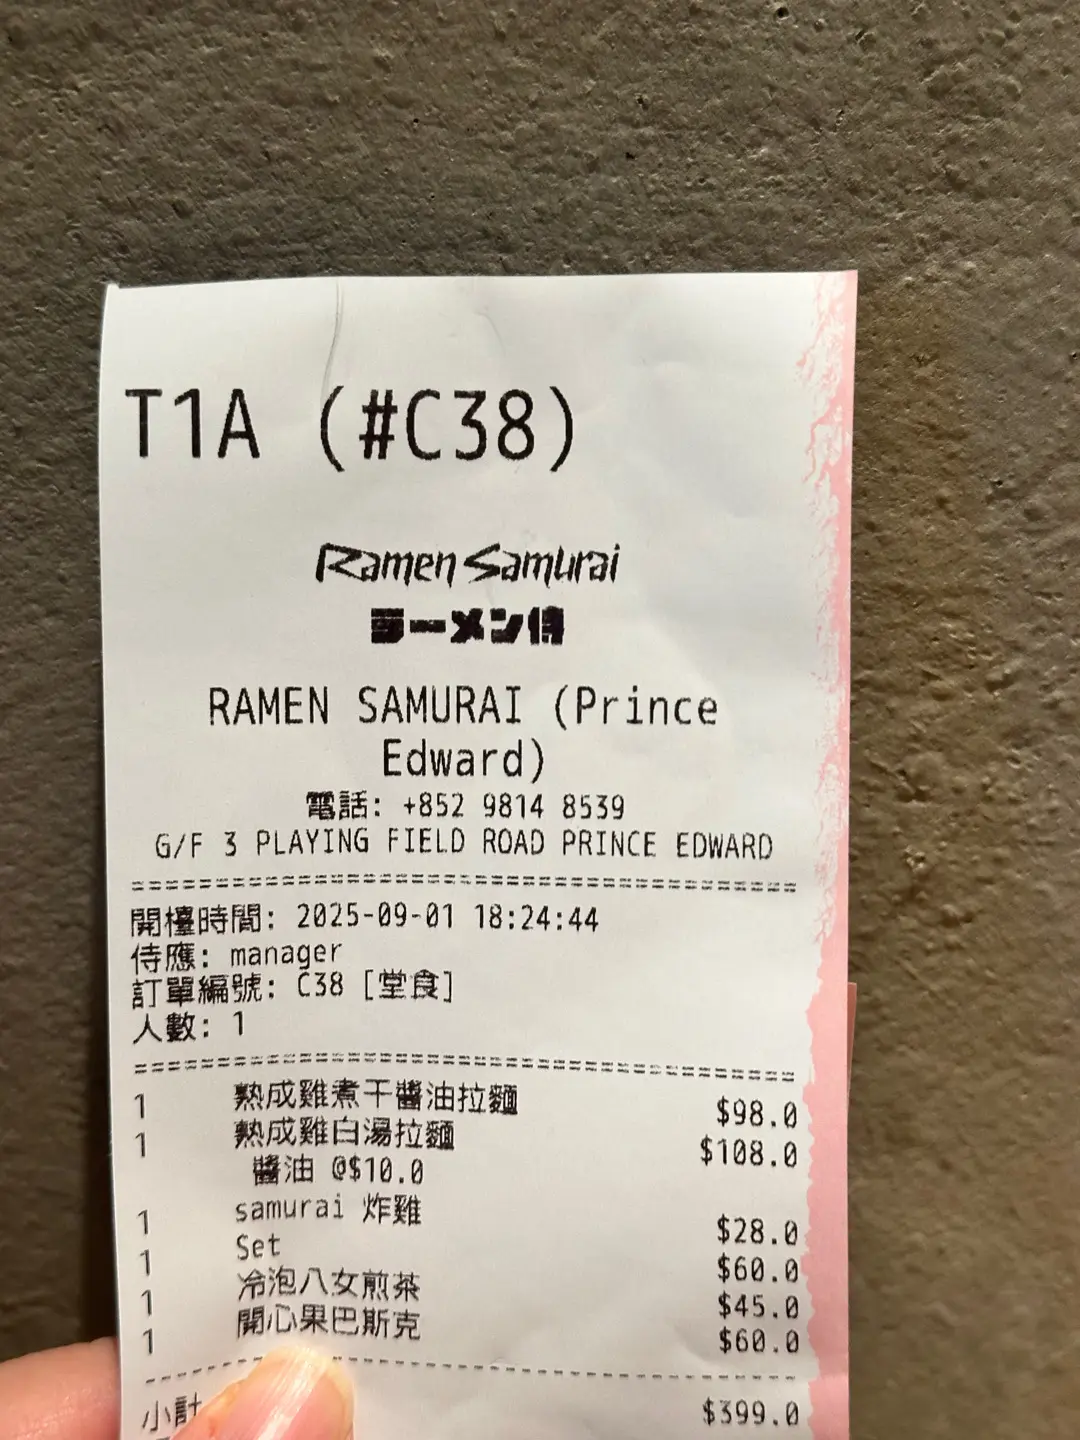 T1A (#C38)
Ramen Samurai
ラーメン侍
RAMEN SAMURAI (Prince
Edward)
電話: +852 9814 8539
G/F 3 PLAYING FIELD ROAD PRINCE EDWARD
開檯時間: 2025-09-01 18:24:44
侍應: manager
訂單編號: C38 [堂食]
人數: 1
1 熟成雞煮干醬油拉麵 $98.0
1 熟成雞白湯拉麵 $108.0
醬油 @$10.0
1 samurai 炸雞 $28.0
1 Set $60.0
1 冷泡八女煎茶 $45.0
1 開心果巴斯克 $60.0
小計 $399.0